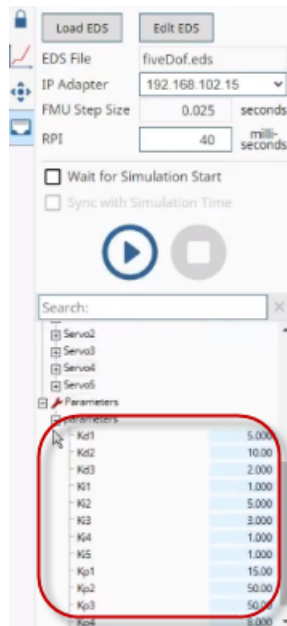 Load EDS Edit EDS
EDS File fiveDof.eds
IP Adapter 192.168.102.15
FMU Step Size 0.025 seconds
RPI 40 milli-
seconds
Wait for Simulation Start
Sync with Simulation Time
Search:
Servo2
Servo3
Servo4
Servo5
Parameters
parameters
Kd1 5.000
Kd2 10.00
Kd3 2.000
Ki1 1.000
Ki2 5.000
Ki3 3.000
Ki4 1.000
Ki5 1.000
Kp1 15.00
Kp2 50.00
Kp3 50.00
Kp4 8.000